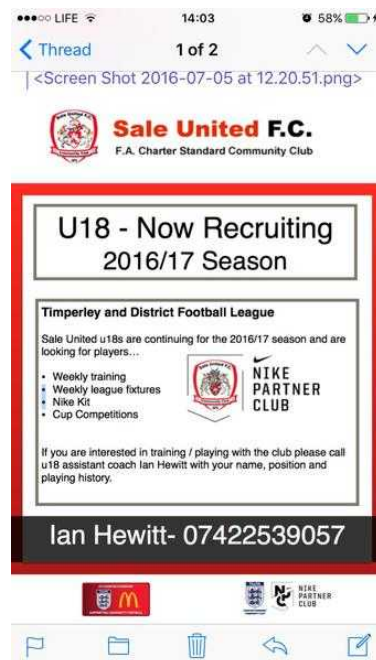 LIFE 14:03 58%
Thread 1 of 2
<Screen Shot 2016-07-05 at 12.20.51.png>
Sale United F.C.
F.A. Charter Standard Community Club
U18 - Now Recruiting
2016/17 Season
Timperley and District Football League
Sale United u18s are continuing for the 2016/17 season and are
looking for players...
• Weekly training
• Weekly league fixtures
• Nike Kit
• Cup Competitions
NIKE
PARTNER
CLUB
If you are interested in training / playing with the club please call
u18 assistant coach Ian Hewitt with your name, position and
playing history.
Ian Hewitt- 07422539057
NIKE
PARTNER
CLUB